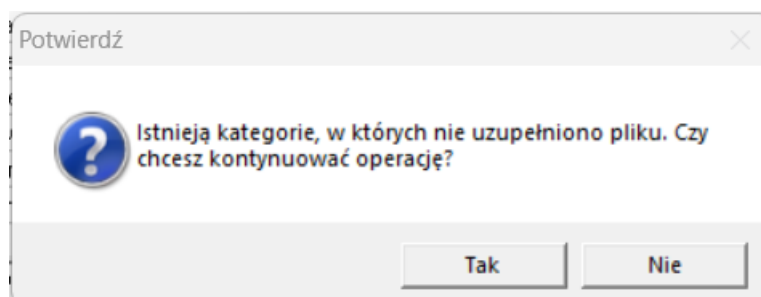 Potwierdź
Istnieją kategorie, w których nie uzupełniono pliku. Czy
chcesz kontynuować operację?
Tak
Nie